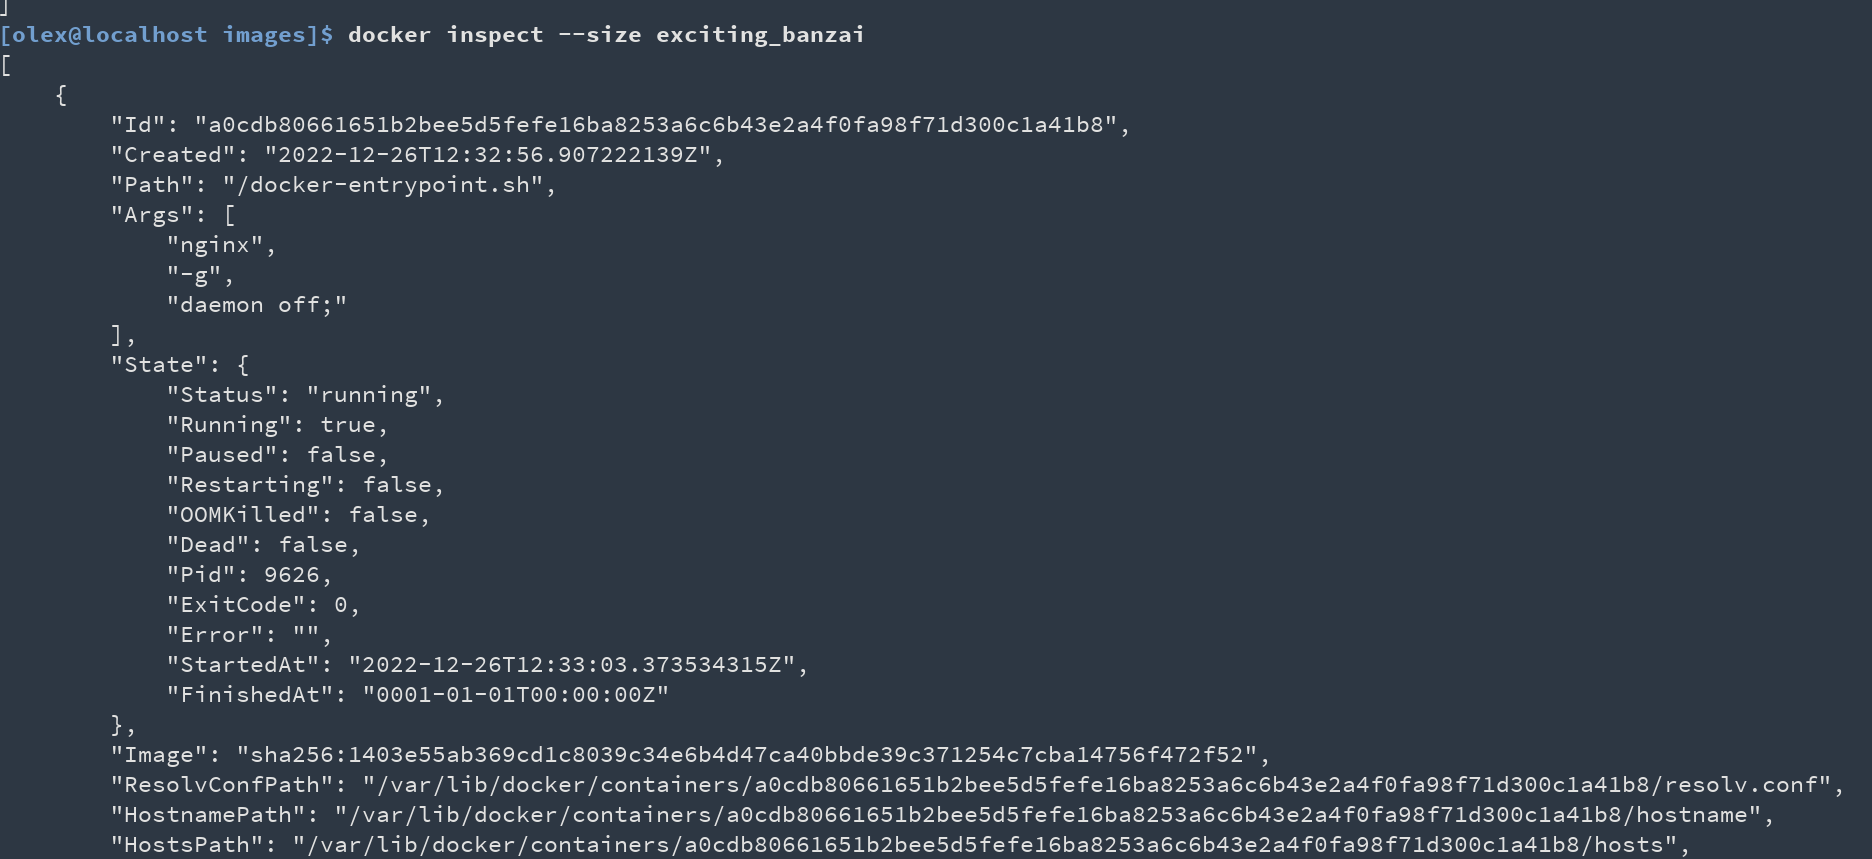 ]
[olex@localhost images]$ docker inspect --size exciting_banzai
[
    {
        "Id": "a0cdb80661651b2bee5d5fefe16ba8253a6c6b43e2a4f0fa98f71d300c1a41b8",
        "Created": "2022-12-26T12:32:56.907222139Z",
        "Path": "/docker-entrypoint.sh",
        "Args": [
            "nginx",
            "-g",
            "daemon off;"
        ],
        "State": {
            "Status": "running",
            "Running": true,
            "Paused": false,
            "Restarting": false,
            "OOMKilled": false,
            "Dead": false,
            "Pid": 9626,
            "ExitCode": 0,
            "Error": "",
            "StartedAt": "2022-12-26T12:33:03.373534315Z",
            "FinishedAt": "0001-01-01T00:00:00Z"
        },
        "Image": "sha256:1403e55ab369cd1c8039c34e6b4d47ca40bbde39c371254c7cba14756f472f52",
        "ResolvConfPath": "/var/lib/docker/containers/a0cdb80661651b2bee5d5fefe16ba8253a6c6b43e2a4f0fa98f71d300c1a41b8/resolv.conf",
        "HostnamePath": "/var/lib/docker/containers/a0cdb80661651b2bee5d5fefe16ba8253a6c6b43e2a4f0fa98f71d300c1a41b8/hostname",
        "HostsPath": "/var/lib/docker/containers/a0cdb80661651b2bee5d5fefe16ba8253a6c6b43e2a4f0fa98f71d300c1a41b8/hosts",